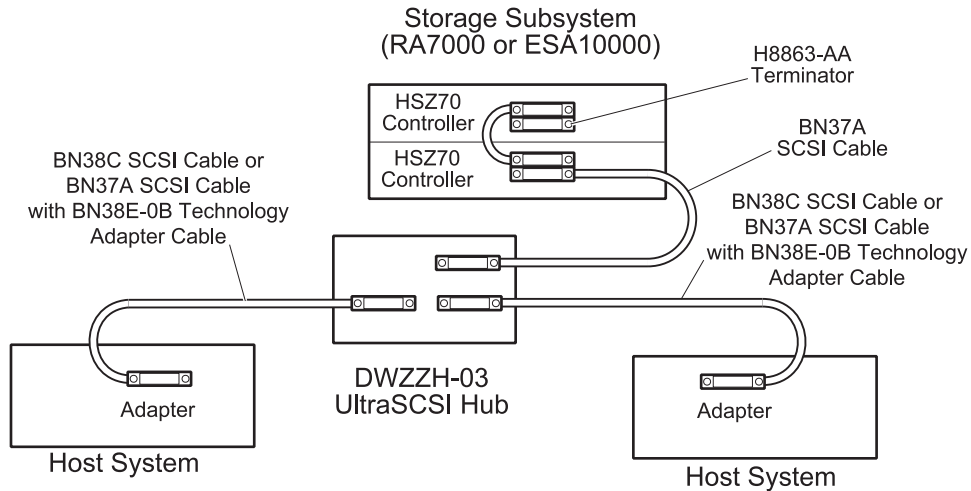 Storage Subsystem
(RA7000 or ESA10000)
H8863-AA
Terminator
HSZ70
Controller
HSZ70
Controller
BN37A
SCSI Cable
BN38C SCSI Cable or
BN37A SCSI Cable
with BN38E-0B Technology
Adapter Cable
BN38C SCSI Cable or
BN37A SCSI Cable
with BN38E-0B Technology
Adapter Cable
DWZZH-03
UltraSCSI Hub
Adapter
Host System
Adapter
Host System